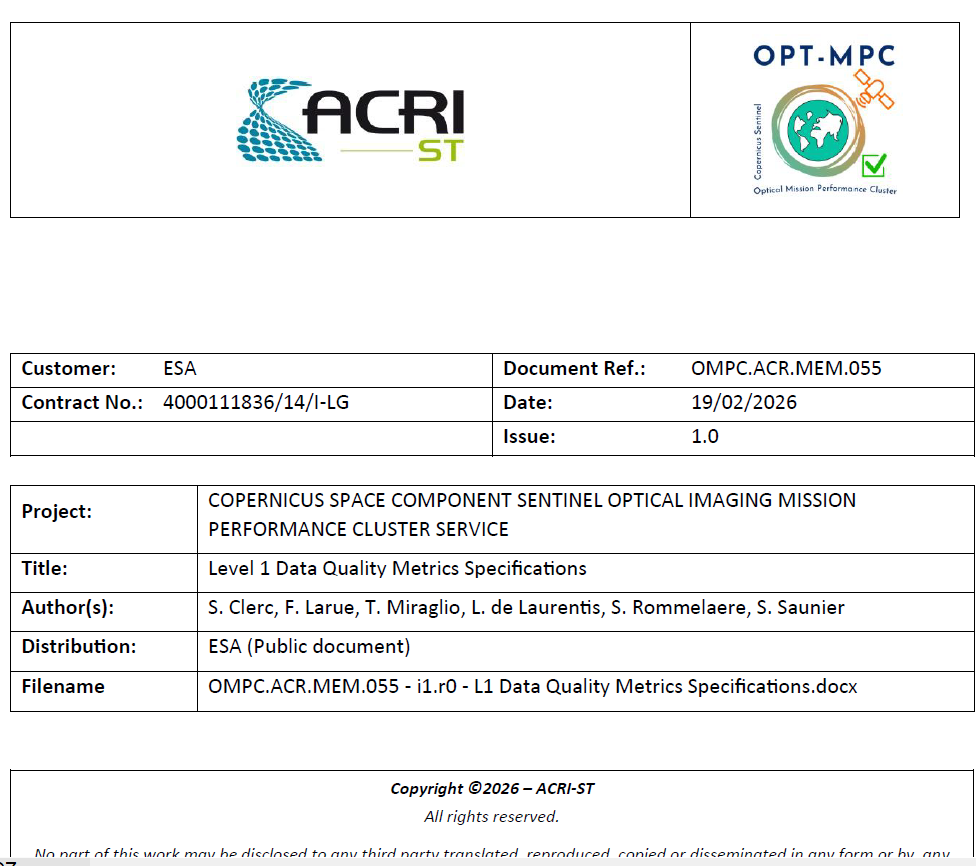 ACRI
ST
OPT-MPC
Copernicus Sentinel
Optical Mission Performance Cluster
Customer: ESA Document Ref.: OMPC.ACR.MEM.055
Contract No.: 4000111836/14/I-LG Date: 19/02/2026
Issue: 1.0
Project: COPERNICUS SPACE COMPONENT SENTINEL OPTICAL IMAGING MISSION
PERFORMANCE CLUSTER SERVICE
Title: Level 1 Data Quality Metrics Specifications
Author(s): S. Clerc, F. Larue, T. Miraglio, L. de Laurentis, S. Rommelaere, S. Saunier
Distribution: ESA (Public document)
Filename OMPC.ACR.MEM.055 - i1.r0 - L1 Data Quality Metrics Specifications.docx
Copyright ©2026 – ACRI-ST
All rights reserved.
No part of this work may be disclosed to any third party translated, reproduced, copied or disseminated in any form or by any